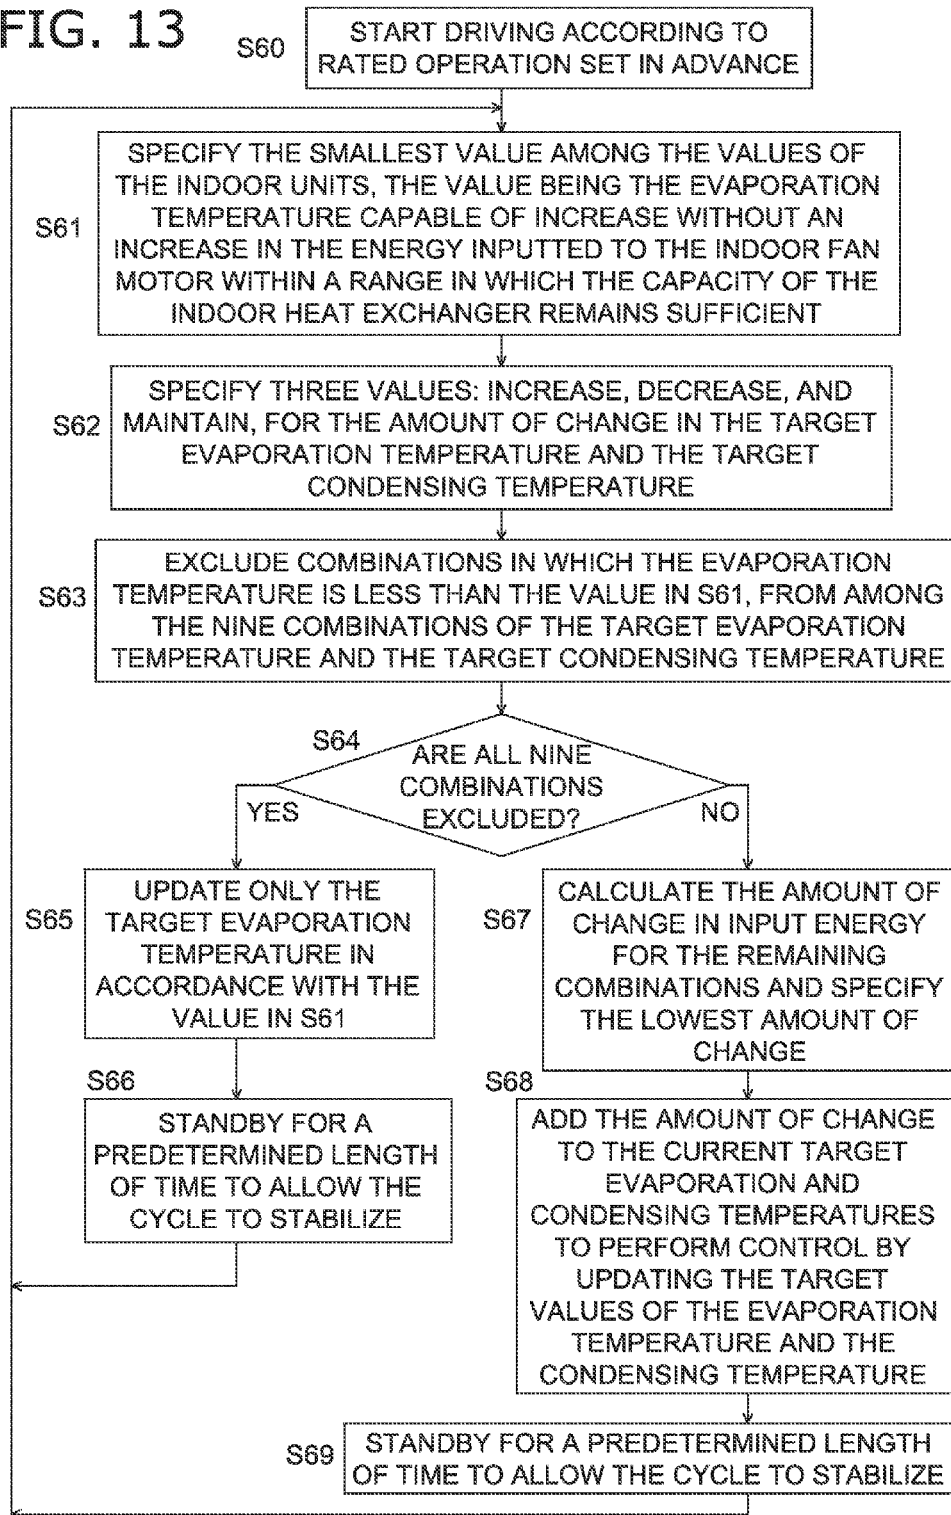 FIG. 13
S60
START DRIVING ACCORDING TO
RATED OPERATION SET IN ADVANCE
S61
SPECIFY THE SMALLEST VALUE AMONG THE VALUES OF
THE INDOOR UNITS, THE VALUE BEING THE EVAPORATION
TEMPERATURE CAPABLE OF INCREASE WITHOUT AN
INCREASE IN THE ENERGY INPUTTED TO THE INDOOR FAN
MOTOR WITHIN A RANGE IN WHICH THE CAPACITY OF THE
INDOOR HEAT EXCHANGER REMAINS SUFFICIENT
S62
SPECIFY THREE VALUES: INCREASE, DECREASE, AND
MAINTAIN, FOR THE AMOUNT OF CHANGE IN THE TARGET
EVAPORATION TEMPERATURE AND THE TARGET
CONDENSING TEMPERATURE
S63
EXCLUDE COMBINATIONS IN WHICH THE EVAPORATION
TEMPERATURE IS LESS THAN THE VALUE IN S61, FROM AMONG
THE NINE COMBINATIONS OF THE TARGET EVAPORATION
TEMPERATURE AND THE TARGET CONDENSING TEMPERATURE
S64
ARE ALL NINE
COMBINATIONS
EXCLUDED?
YES
NO
S65
UPDATE ONLY THE
TARGET EVAPORATION
TEMPERATURE IN
ACCORDANCE WITH THE
VALUE IN S61
S66
STANDBY FOR A
PREDETERMINED LENGTH
OF TIME TO ALLOW THE
CYCLE TO STABILIZE
S67
CALCULATE THE AMOUNT OF
CHANGE IN INPUT ENERGY
FOR THE REMAINING
COMBINATIONS AND SPECIFY
THE LOWEST AMOUNT OF
CHANGE
S68
ADD THE AMOUNT OF CHANGE
TO THE CURRENT TARGET
EVAPORATION AND
CONDENSING TEMPERATURES
TO PERFORM CONTROL BY
UPDATING THE TARGET
VALUES OF THE EVAPORATION
TEMPERATURE AND THE
CONDENSING TEMPERATURE
S69
STANDBY FOR A PREDETERMINED LENGTH
OF TIME TO ALLOW THE CYCLE TO STABILIZE